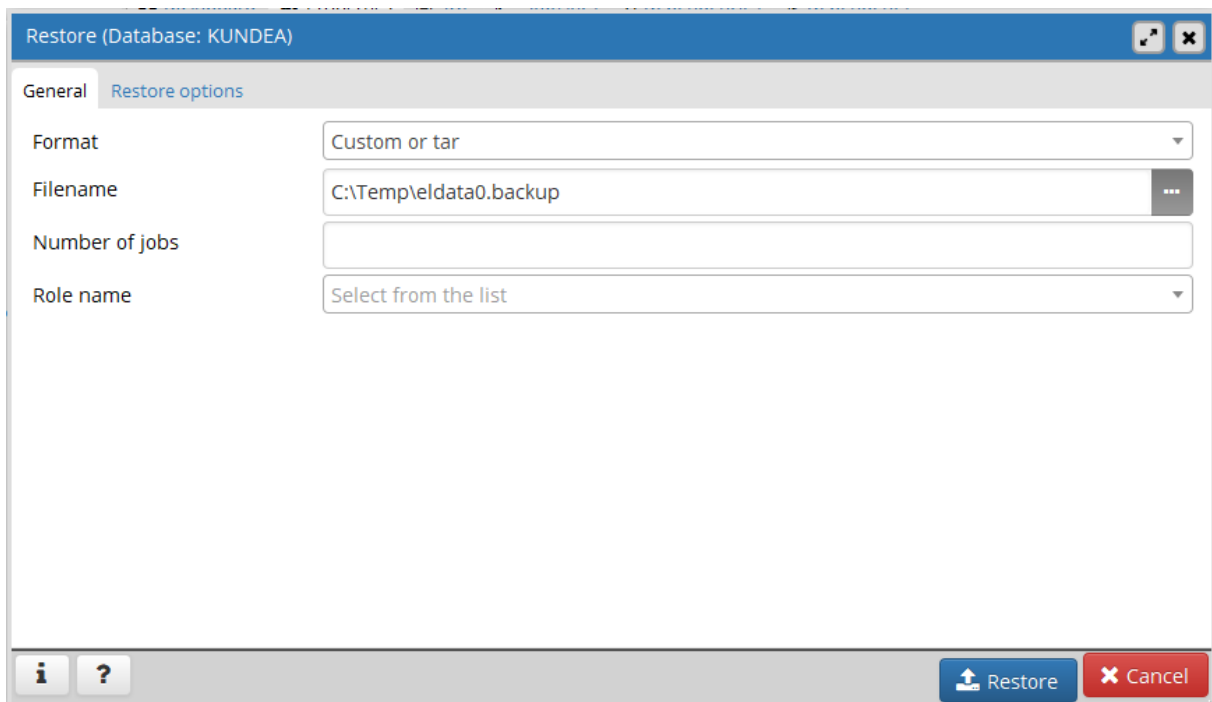 Restore (Database: KUNDEA)
General Restore options
Format Custom or tar
Filename C:\Temp\eldata0.backup
Number of jobs
Role name Select from the list
i ? Restore Cancel